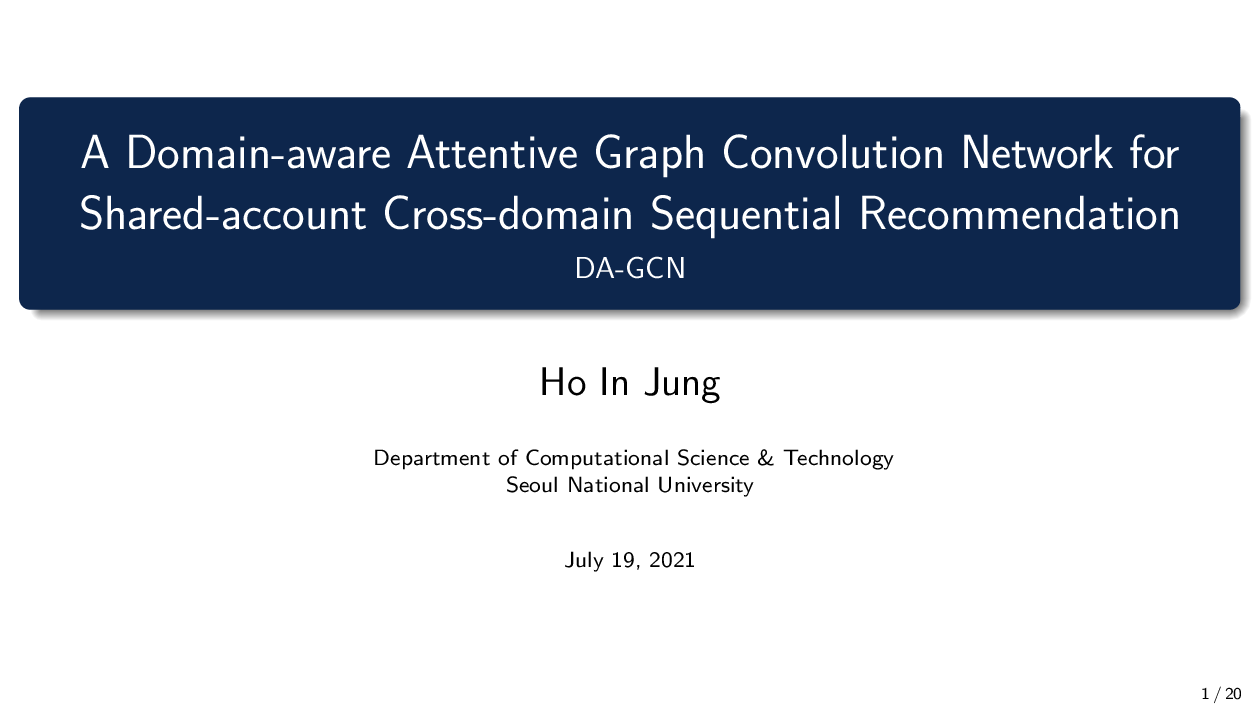 A Domain-aware Attentive Graph Convolution Network for
Shared-account Cross-domain Sequential Recommendation
DA-GCN
Ho In Jung
Department of Computational Science & Technology
Seoul National University
July 19, 2021
1 / 20